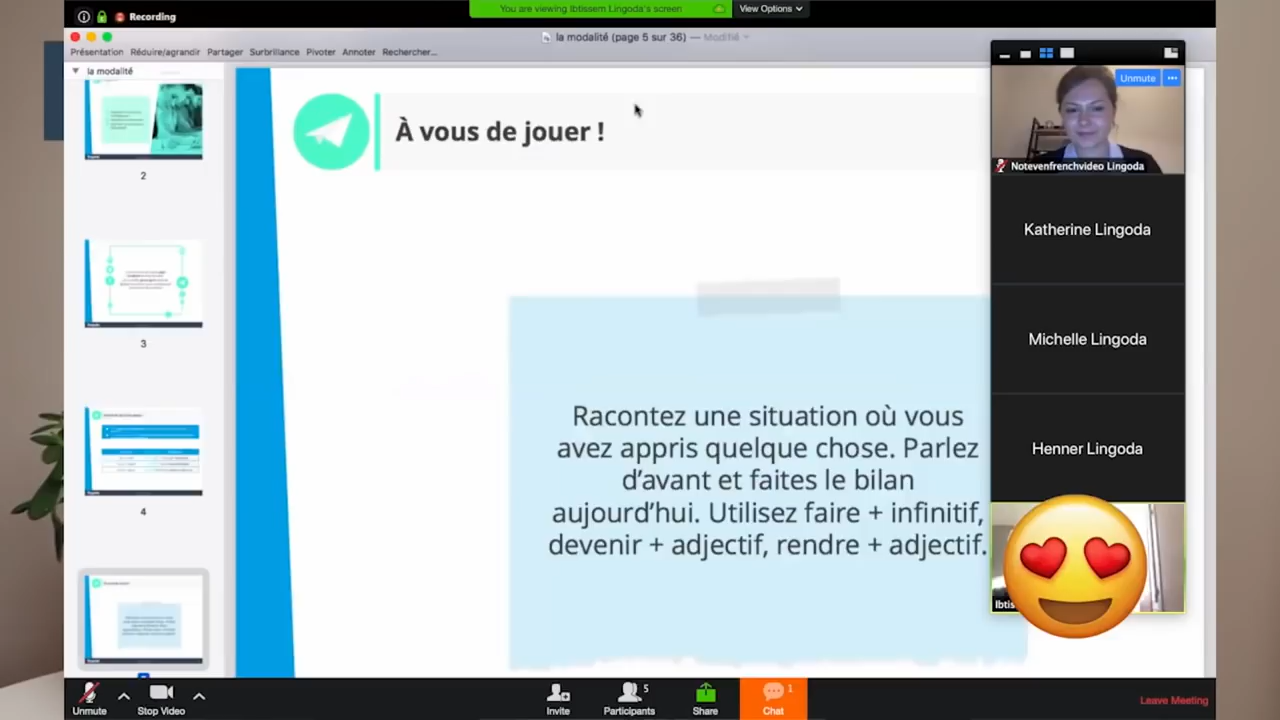 Recording
You are viewing Ibtissem Lingoda's screen
View Options
la modalité (page 5 sur 36) — Modifié
Présentation Réduire/agrandir Partager Surbrillance Pivoter Annoter Rechercher...
la modalité
2
3
4
À vous de jouer !
Racontez une situation où vous
avez appris quelque chose. Parlez
d'avant et faites le bilan
aujourd'hui. Utilisez faire + infinitif,
devenir + adjectif, rendre + adjectif.
Unmute
Notevenfrenchvideo Lingoda
Katherine Lingoda
Michelle Lingoda
Henner Lingoda
Ibtis
Unmute
Stop Video
Invite
Participants 5
Share
Chat 1
Leave Meeting